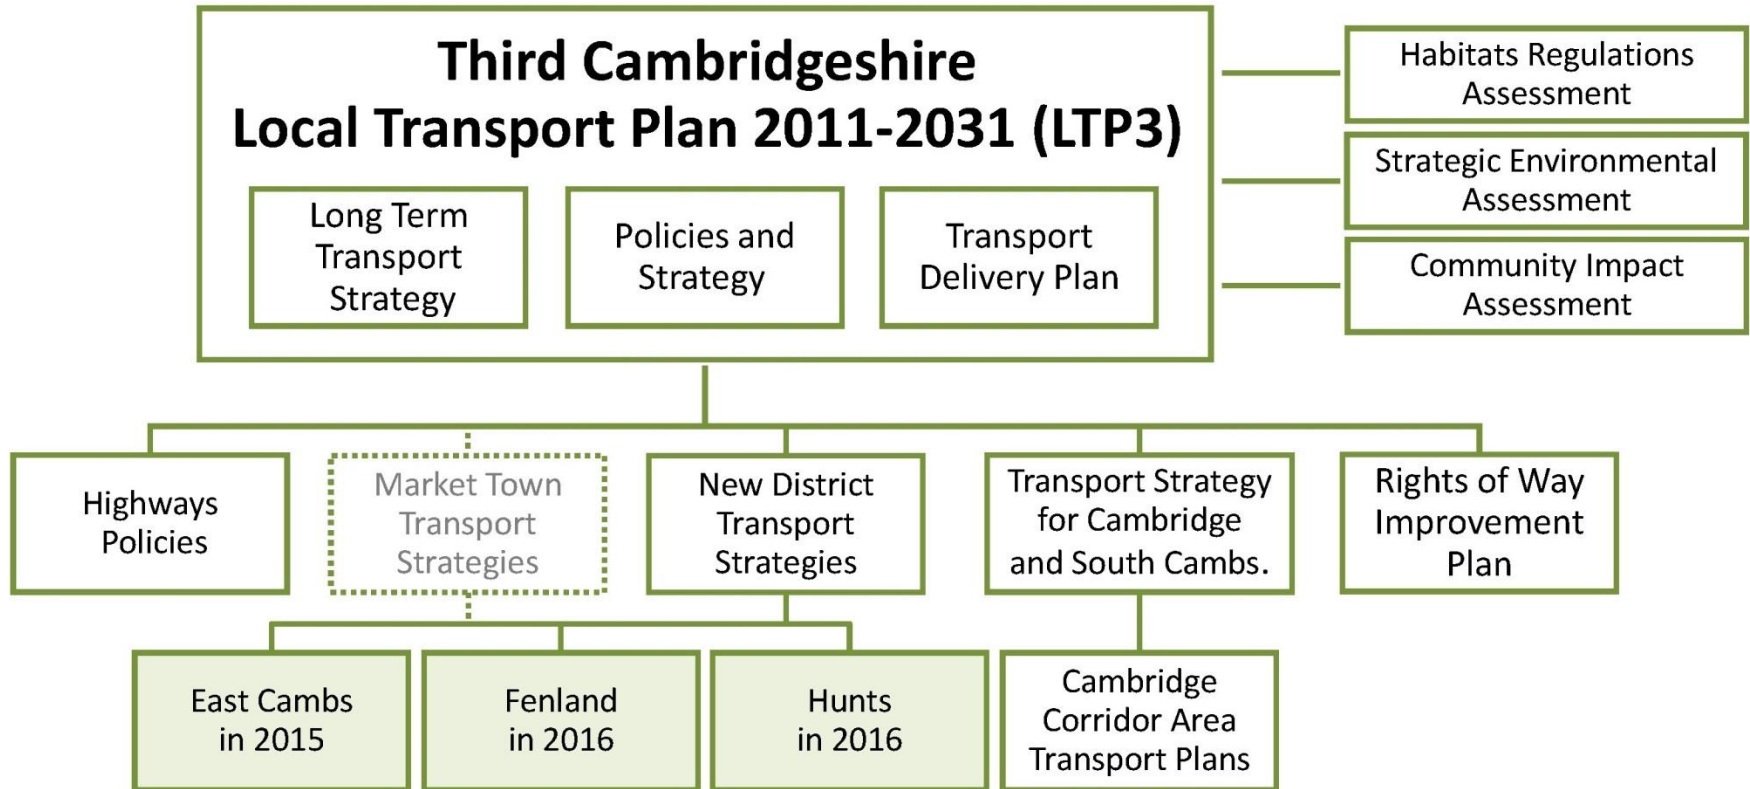 Third Cambridgeshire
Local Transport Plan 2011-2031 (LTP3)
Long Term
Transport
Strategy
Policies and
Strategy
Transport
Delivery Plan
Habitats Regulations
Assessment
Strategic Environmental
Assessment
Community Impact
Assessment
Highways
Policies
Market Town
Transport
Strategies
New District
Transport
Strategies
Transport Strategy
for Cambridge
and South Cambs.
Rights of Way
Improvement
Plan
East Cambs
in 2015
Fenland
in 2016
Hunts
in 2016
Cambridge
Corridor Area
Transport Plans